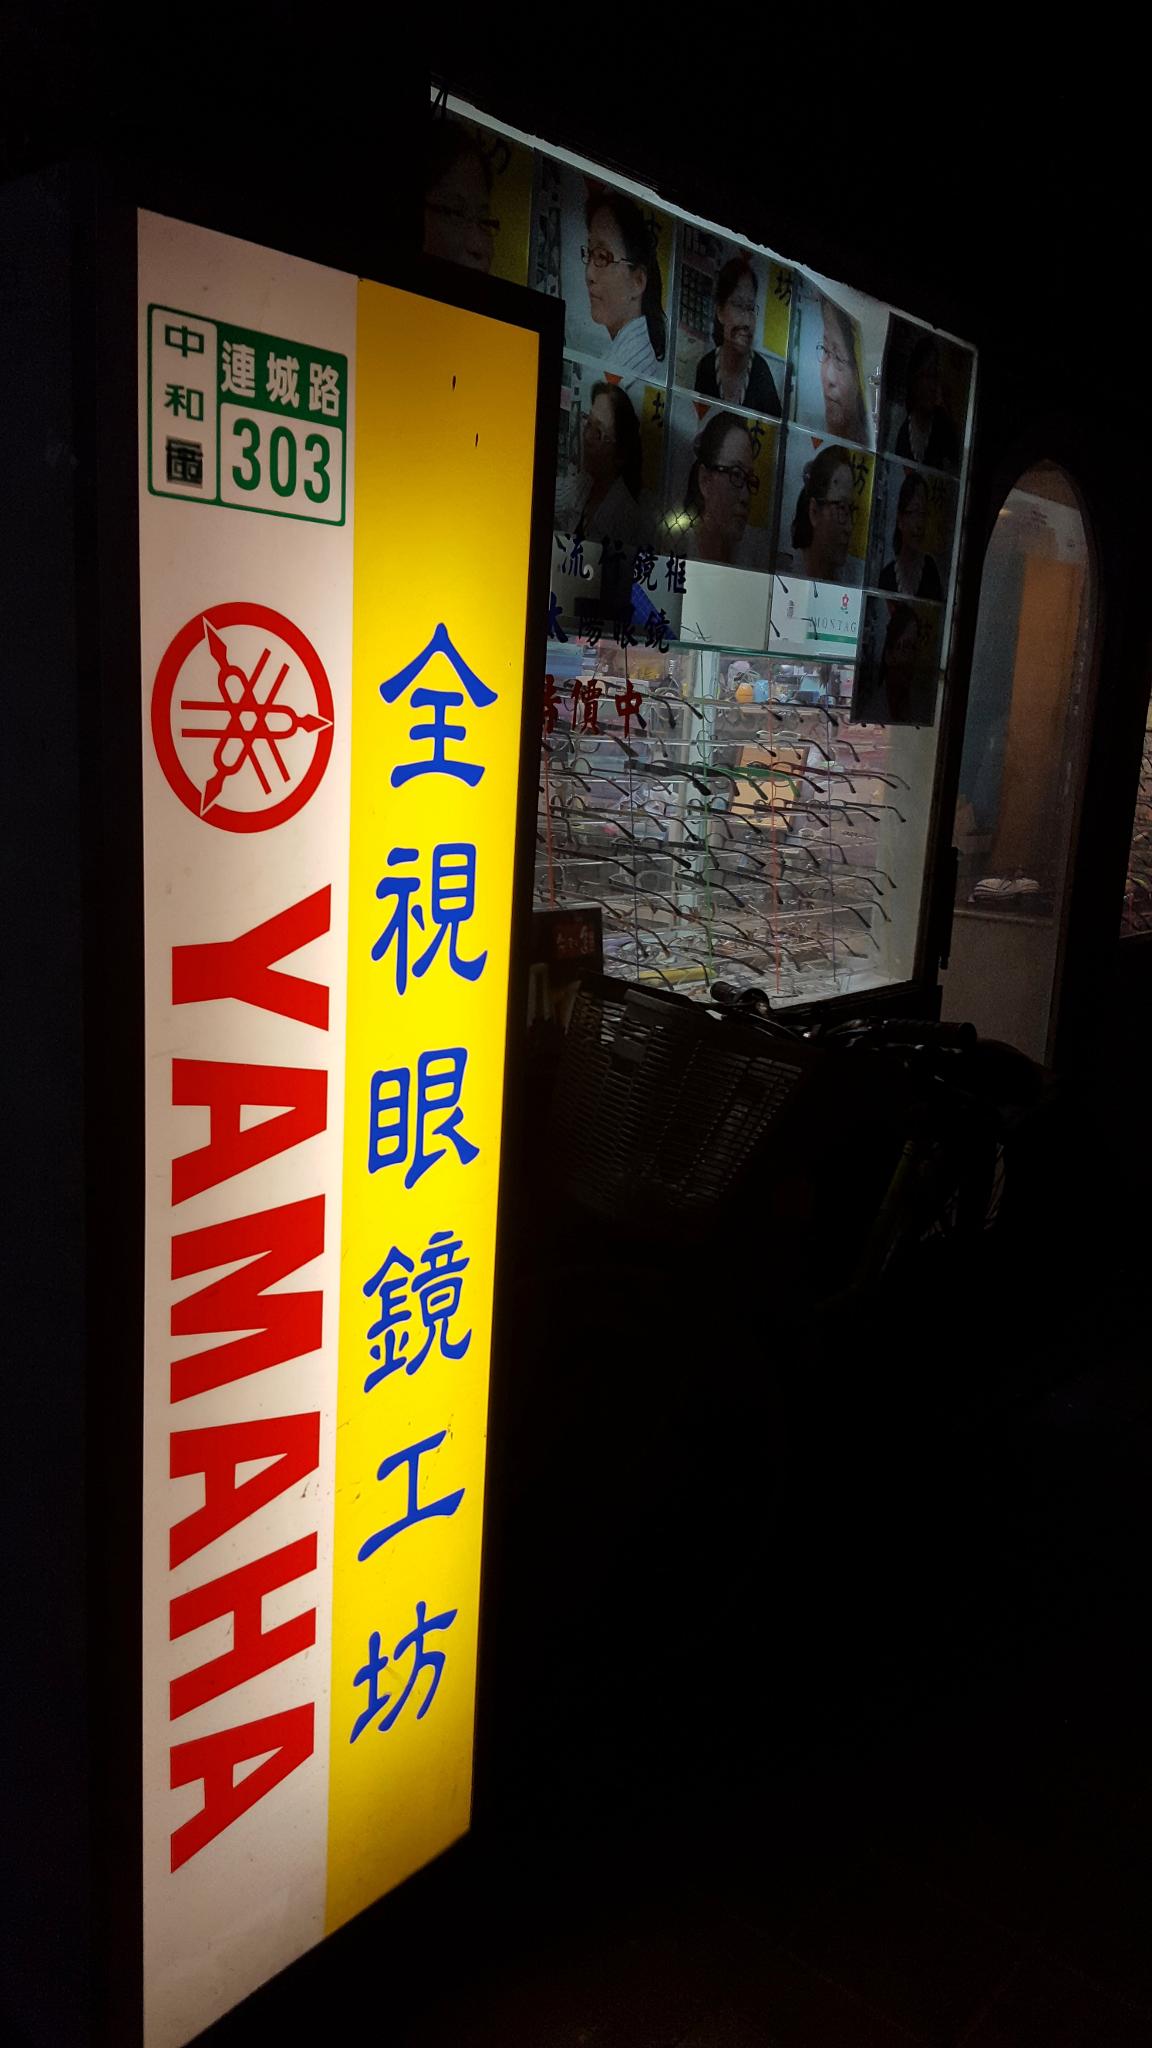 中和區
連城路
303
YAMAHA
全視眼鏡工坊
流行鏡框
太陽眼鏡
特價中
MONTAG